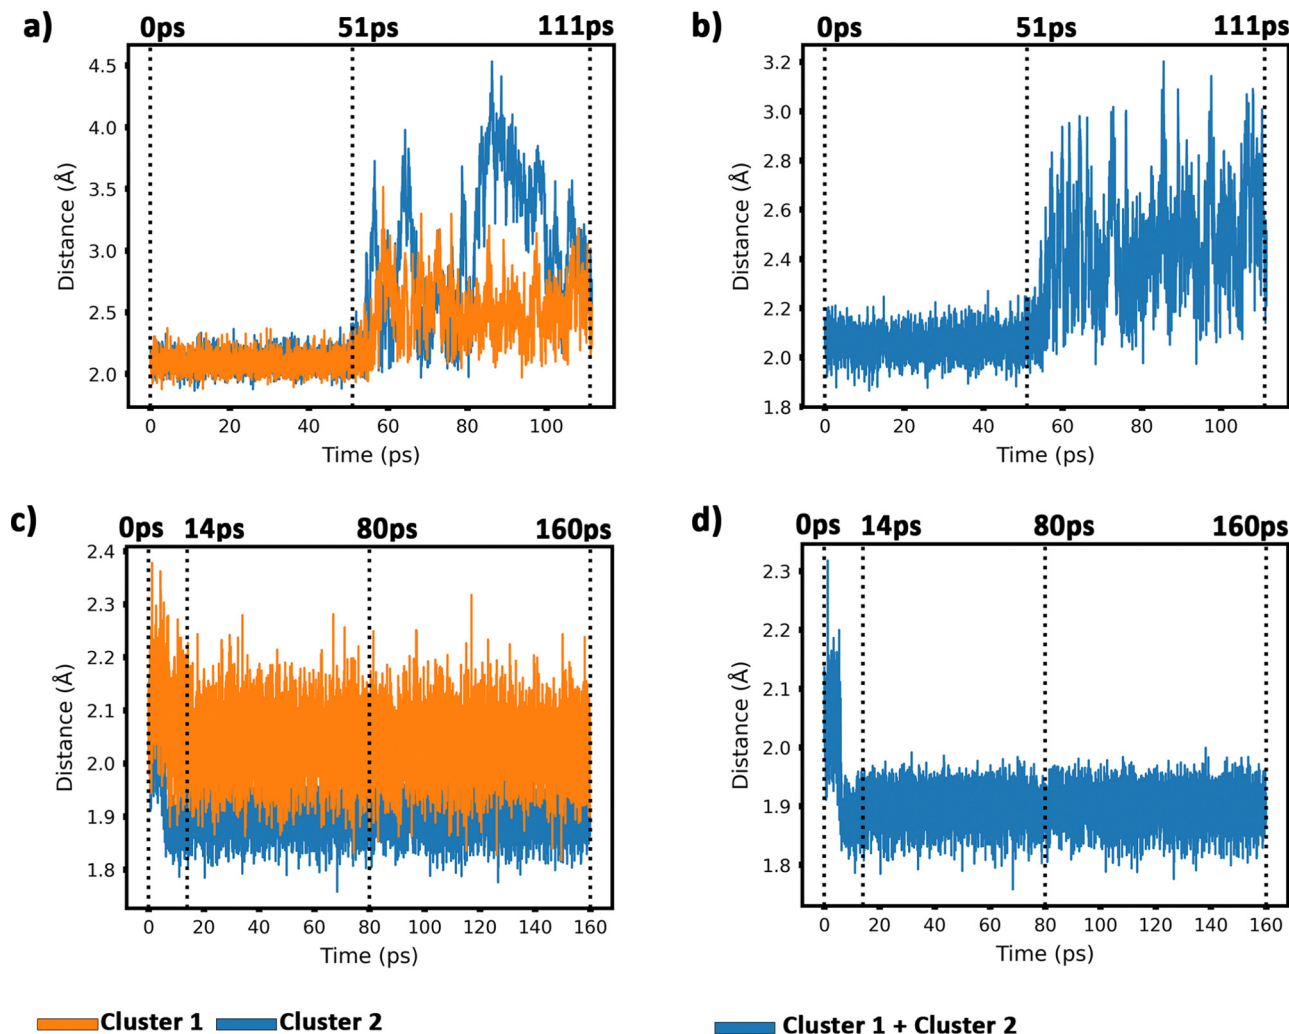 a)
0ps 51ps 111ps
4.5
4.0
3.5
3.0
2.5
2.0
Distance (Å)
0 20 40 60 80 100
Time (ps)
b)
0ps 51ps 111ps
3.2
3.0
2.8
2.6
2.4
2.2
2.0
1.8
Distance (Å)
0 20 40 60 80 100
Time (ps)
c)
0ps 14ps 80ps 160ps
2.4
2.3
2.2
2.1
2.0
1.9
1.8
Distance (Å)
0 20 40 60 80 100 120 140 160
Time (ps)
d)
0ps 14ps 80ps 160ps
2.3
2.2
2.1
2.0
1.9
1.8
Distance (Å)
0 20 40 60 80 100 120 140 160
Time (ps)
Cluster 1 Cluster 2
Cluster 1 + Cluster 2